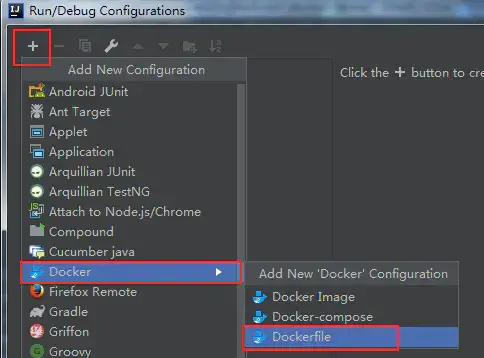 IJ Run/Debug Configurations
Add New Configuration
Click the + button to cre
Android JUnit
Ant Target
Applet
Application
Arquillian JUnit
Arquillian TestNG
Attach to Node.js/Chrome
Compound
Cucumber java
Docker
Firefox Remote
Gradle
Griffon
Groovy
Add New 'Docker' Configuration
Docker Image
Docker-compose
Dockerfile